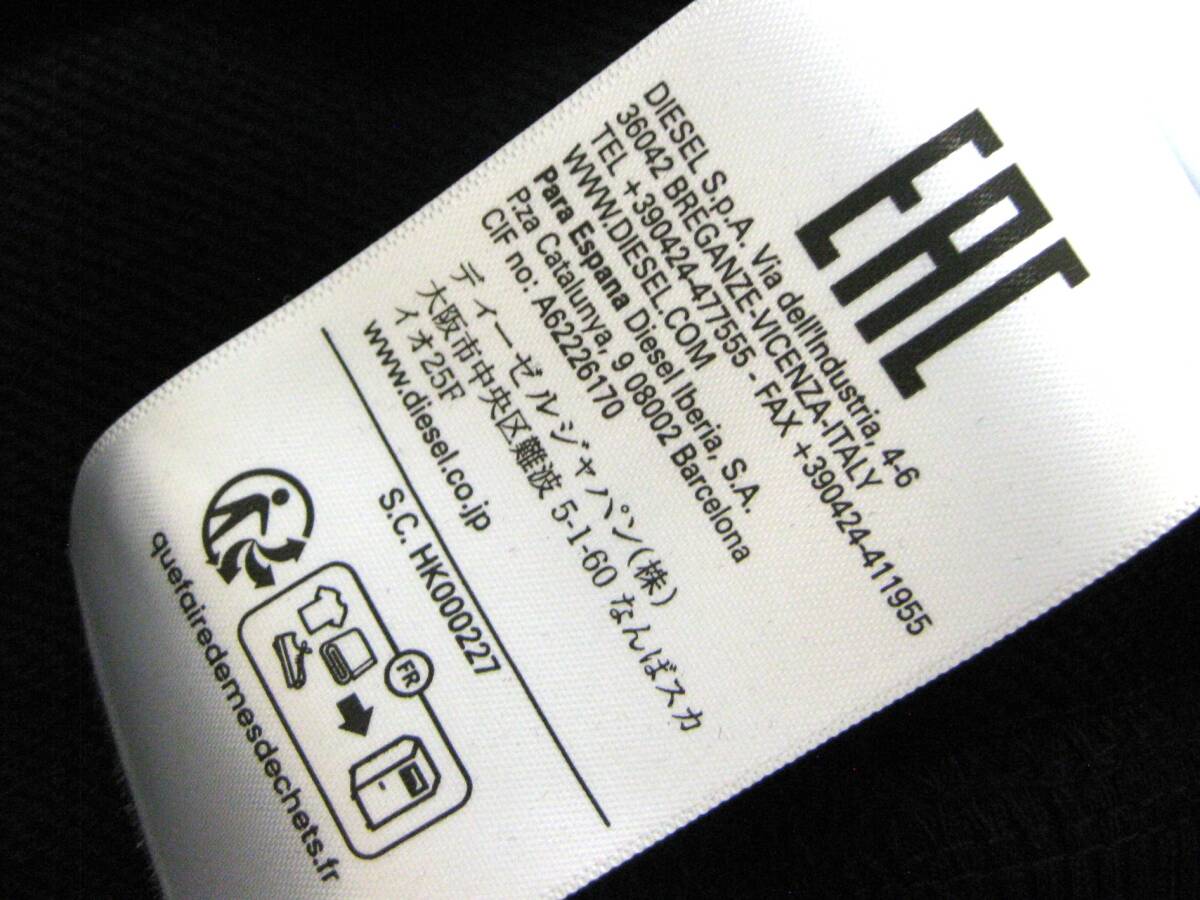 EAC
DIESEL S.p.A. Via dell'Industria, 4-6
36042 BREGANZE-VICENZA-ITALY
TEL +390424-477555 - FAX +390424-411955
WWW.DIESEL.COM
Para Espana Diesel Iberia, S.A.
P.za Catalunya, 9 08002 Barcelona
CIF no: A62226170
ディーゼルジャパン(株)
大阪市中央区難波 5-1-60 なんばスカ
イオ25F
www.diesel.co.jp
S.C. HK000227
FR
quefairedemesdechets.fr